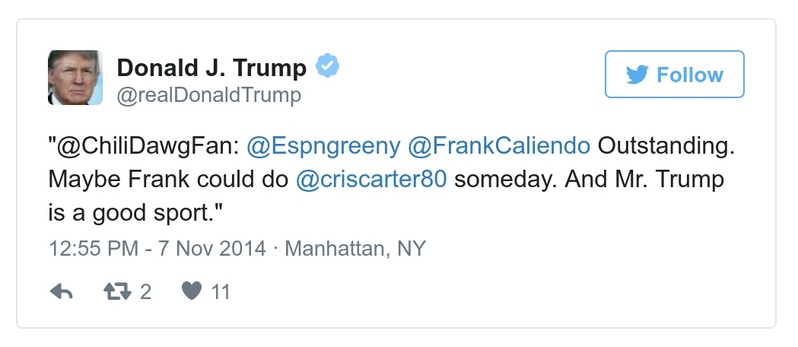 Donald J. Trump
@realDonaldTrump
Follow
"@ChiliDawgFan: @Espngreeny @FrankCaliendo Outstanding.
Maybe Frank could do @criscarter80 someday. And Mr. Trump
is a good sport."
12:55 PM - 7 Nov 2014 · Manhattan, NY
2 11